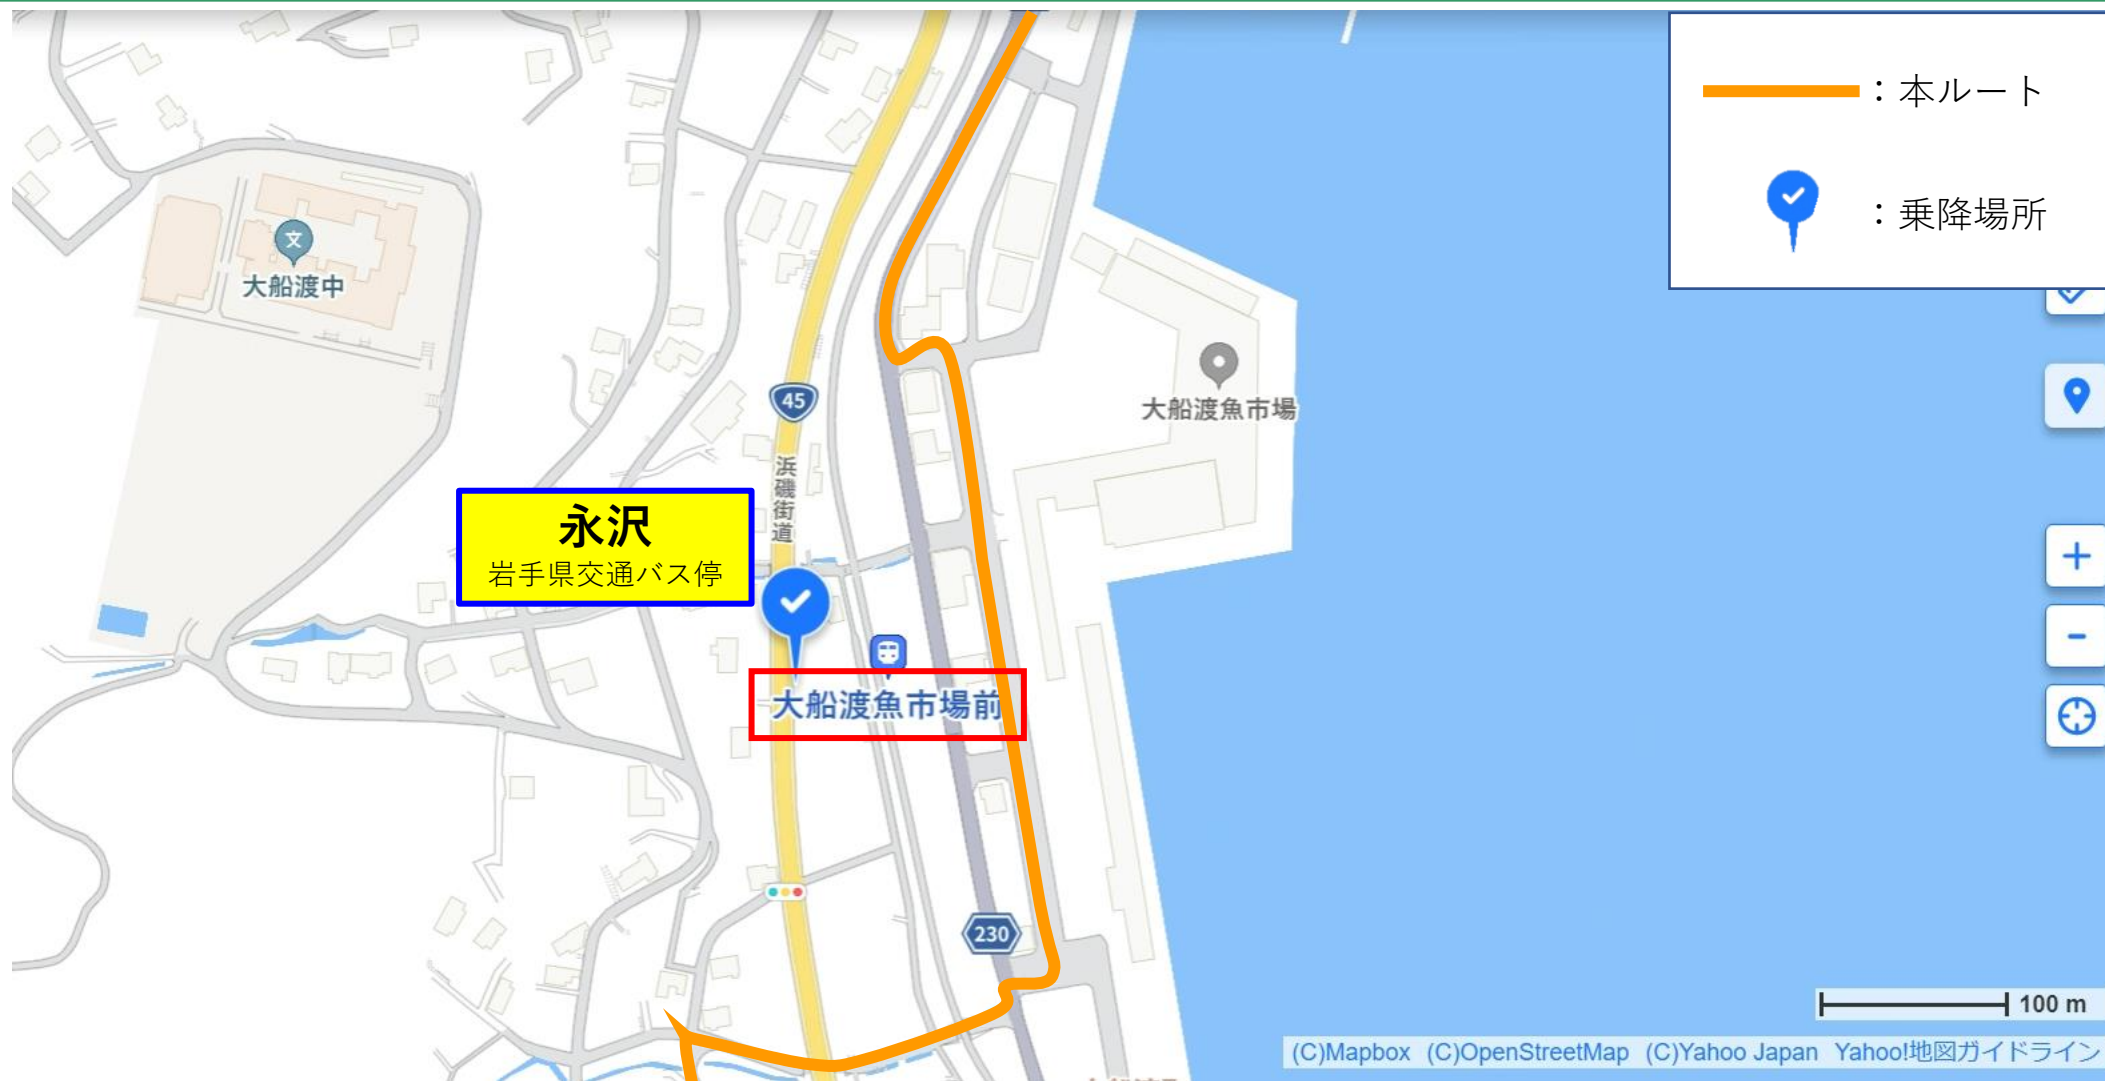 ：本ルート
：乗降場所
大船渡中
45
大船渡魚市場
浜磯街道
永沢
岩手県交通バス停
大船渡魚市場前
230
100 m
(C)Mapbox (C)OpenStreetMap (C)Yahoo Japan Yahoo!地図ガイドライン